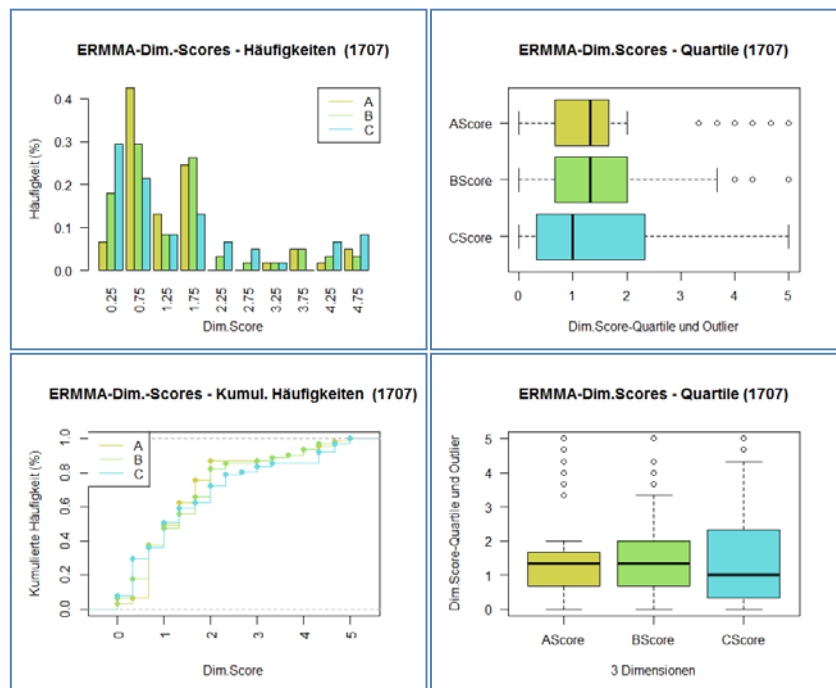 ERMMA-Dim.-Scores - Häufigkeiten (1707)
Häufigkeit (%)
0.4
0.3
0.2
0.1
0.0
A
B
C
0.25 0.75 1.25 1.75 2.25 2.75 3.25 3.75 4.25 4.75
Dim.Score
ERMMA-Dim.Scores - Quartile (1707)
AScore
BScore
CScore
0 1 2 3 4 5
Dim.Score-Quartile und Outlier
ERMMA-Dim.-Scores - Kumul. Häufigkeiten (1707)
Kumulierte Häufigkeit (%)
1.0
0.8
0.6
0.4
0.2
0.0
A
B
C
0 1 2 3 4 5
Dim.Score
ERMMA-Dim.Scores - Quartile (1707)
Dim.Score-Quartile und Outlier
5
4
3
2
1
0
AScore BScore CScore
3 Dimensionen